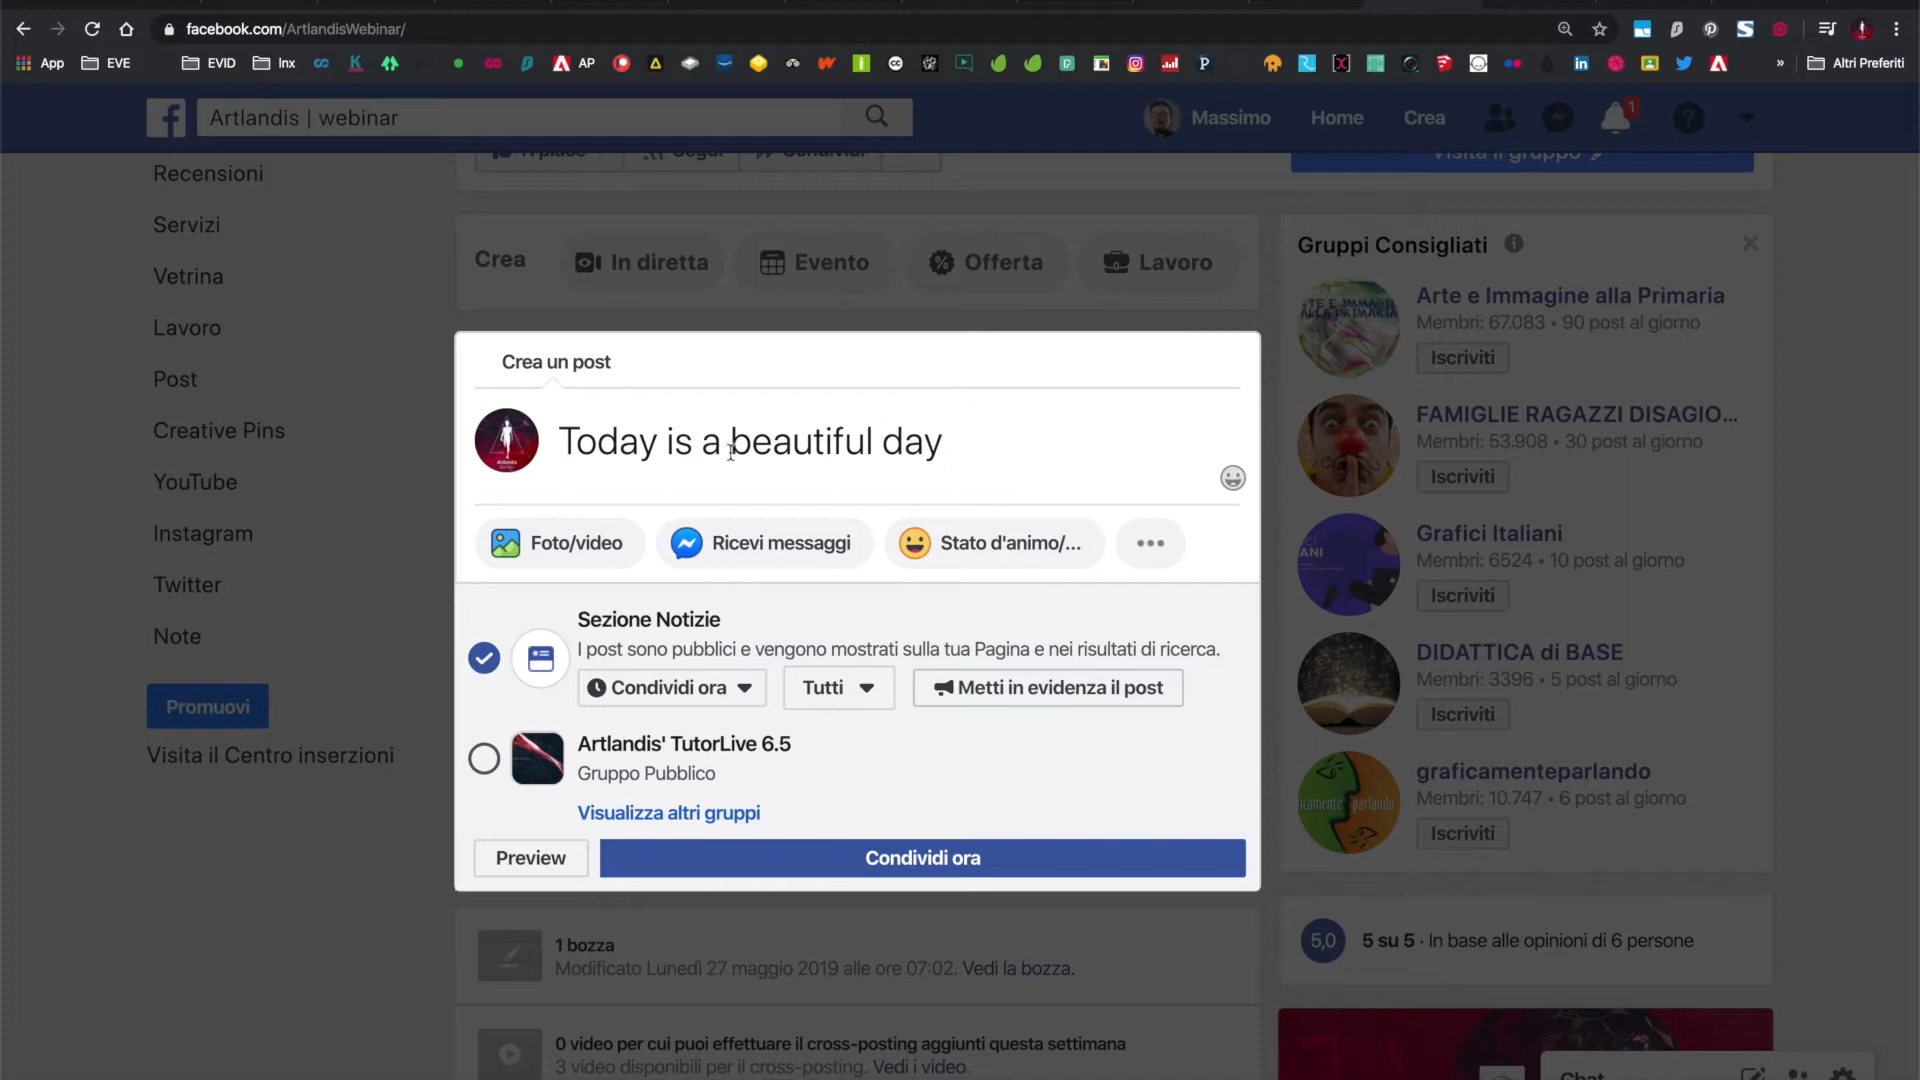 facebook.com/ArtlandisWebinar/
App
EVE
EVID
Inx
AP
Altri Preferiti
Artlandis | webinar
Massimo
Home
Crea
1
Recensioni
Servizi
Vetrina
Lavoro
Post
Creative Pins
YouTube
Instagram
Twitter
Note
Promuovi
Visita il Centro inserzioni
Visita il gruppo
Crea
In diretta
Evento
Offerta
Lavoro
Crea un post
Today is a beautiful day
Foto/video
Ricevi messaggi
Stato d'animo/...
Sezione Notizie
I post sono pubblici e vengono mostrati sulla tua Pagina e nei risultati di ricerca.
Condividi ora
Tutti
Metti in evidenza il post
Artlandis' TutorLive 6.5
Gruppo Pubblico
Visualizza altri gruppi
Preview
Condividi ora
1 bozza
Modificato Lunedì 27 maggio 2019 alle ore 07:02. Vedi la bozza.
0 video per cui puoi effettuare il cross-posting aggiunti questa settimana
3 video disponibili per il cross-posting. Vedi i video.
Gruppi Consigliati
Arte e Immagine alla Primaria
Membri: 67.083 • 90 post al giorno
Iscriviti
FAMIGLIE RAGAZZI DISAGIO...
Membri: 53.908 • 30 post al giorno
Iscriviti
Grafici Italiani
Membri: 6524 • 10 post al giorno
Iscriviti
DIDATTICA di BASE
Membri: 3396 • 5 post al giorno
Iscriviti
graficamenteparlando
Membri: 10.747 • 6 post al giorno
Iscriviti
5,0
5 su 5 · In base alle opinioni di 6 persone
Chat